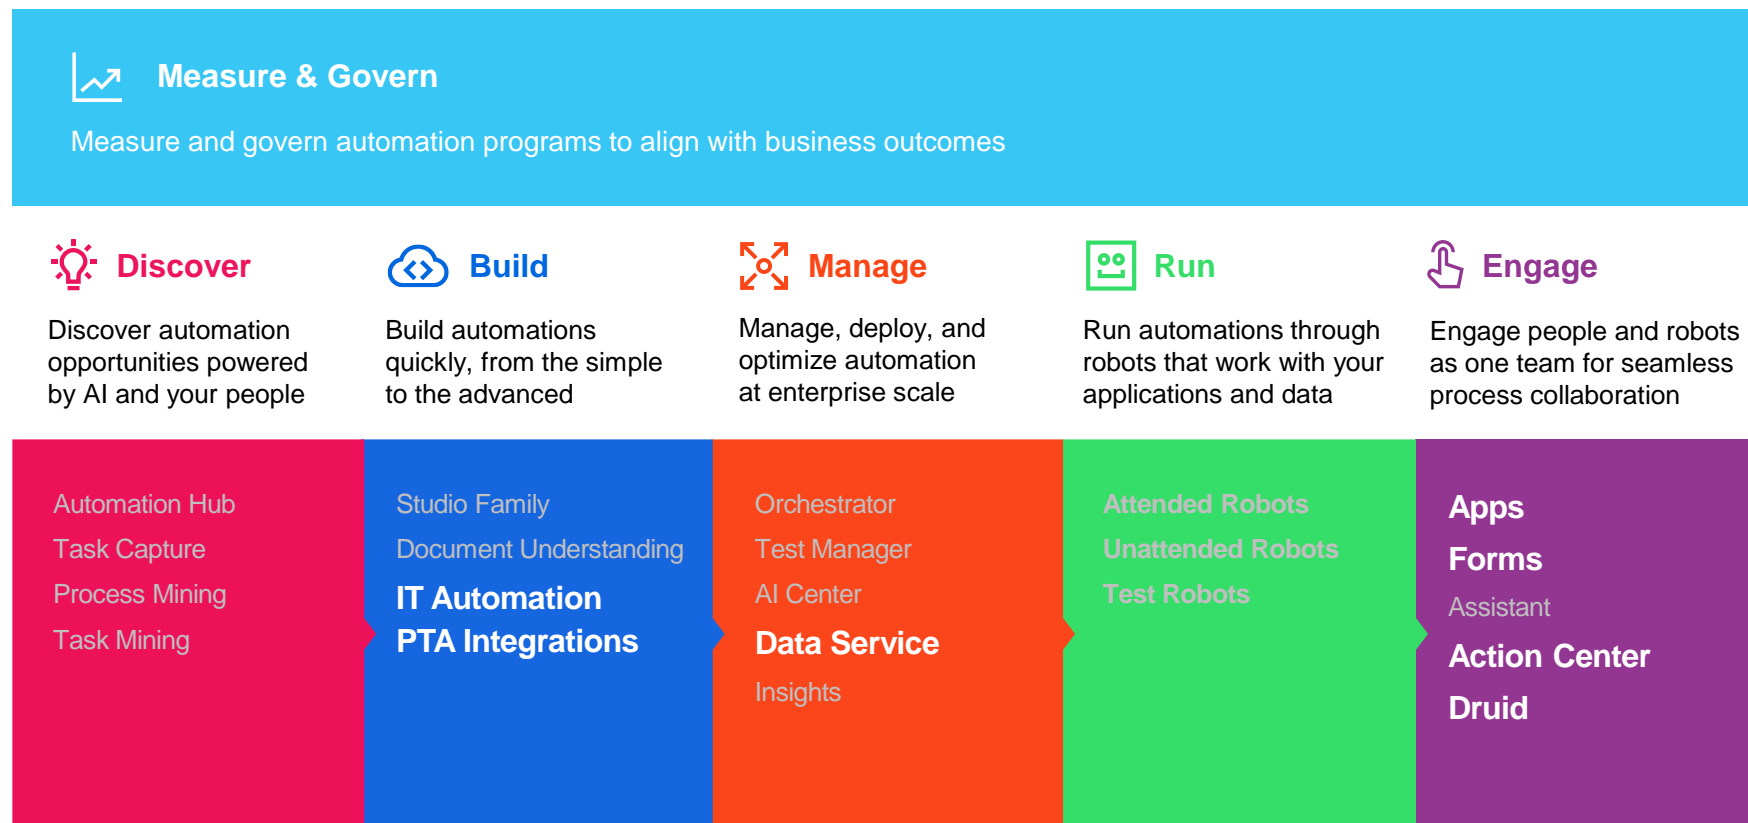 Measure & Govern
Measure and govern automation programs to align with business outcomes
Discover
Discover automation
opportunities powered
by AI and your people
Build
Build automations
quickly, from the simple
to the advanced
Manage
Manage, deploy, and
optimize automation
at enterprise scale
Run
Run automations through
robots that work with your
applications and data
Engage
Engage people and robots
as one team for seamless
process collaboration
Automation Hub
Task Capture
Process Mining
Task Mining
Studio Family
Document Understanding
IT Automation
PTA Integrations
Orchestrator
Test Manager
AI Center
Data Service
Insights
Attended Robots
Unattended Robots
Test Robots
Apps
Forms
Assistant
Action Center
Druid